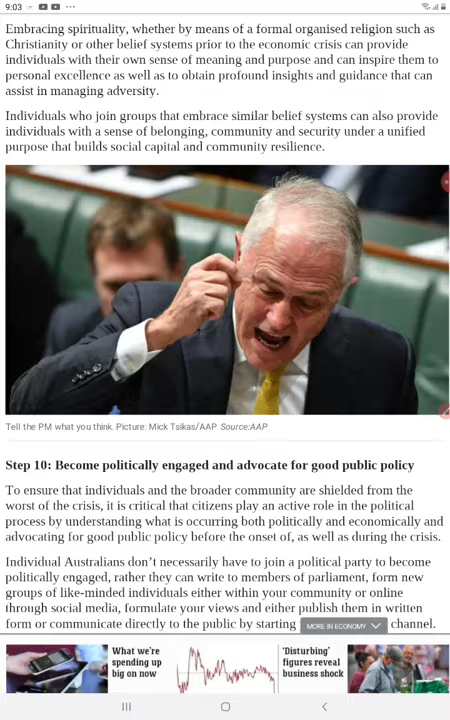 9:03
Embracing spirituality, whether by means of a formal organised religion such as
Christianity or other belief systems prior to the economic crisis can provide
individuals with their own sense of meaning and purpose and can inspire them to
personal excellence as well as to obtain profound insights and guidance that can
assist in managing adversity.
Individuals who join groups that embrace similar belief systems can also provide
individuals with a sense of belonging, community and security under a unified
purpose that builds social capital and community resilience.
Tell the PM what you think. Picture: Mick Tsikas/AAP Source:AAP
Step 10: Become politically engaged and advocate for good public policy
To ensure that individuals and the broader community are shielded from the
worst of the crisis, it is critical that citizens play an active role in the political
process by understanding what is occurring both politically and economically and
advocating for good public policy before the onset of, as well as during the crisis.
Individual Australians don’t necessarily have to join a political party to become
politically engaged, rather they can write to members of parliament, form new
groups of like-minded individuals either within your community or online
through social media, formulate your views and either publish them in written
form or communicate directly to the public by starting channel.
MORE IN ECONOMY
What we're
spending up
big on now
‘Disturbing’
figures reveal
business shock